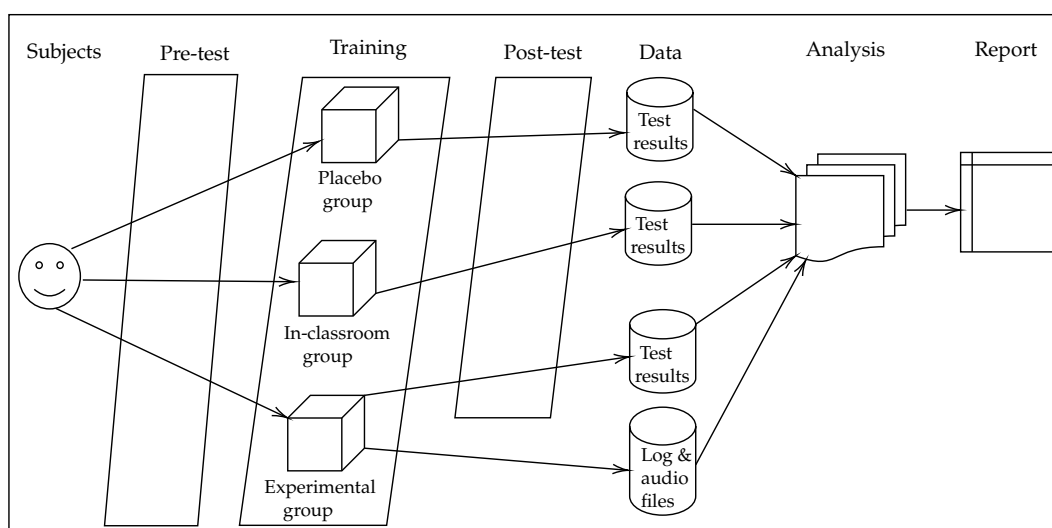 Subjects
Pre-test
Training
Post-test
Data
Analysis
Report
Placebo
group
In-classroom
group
Experimental
group
Test
results
Test
results
Test
results
Log &
audio
files